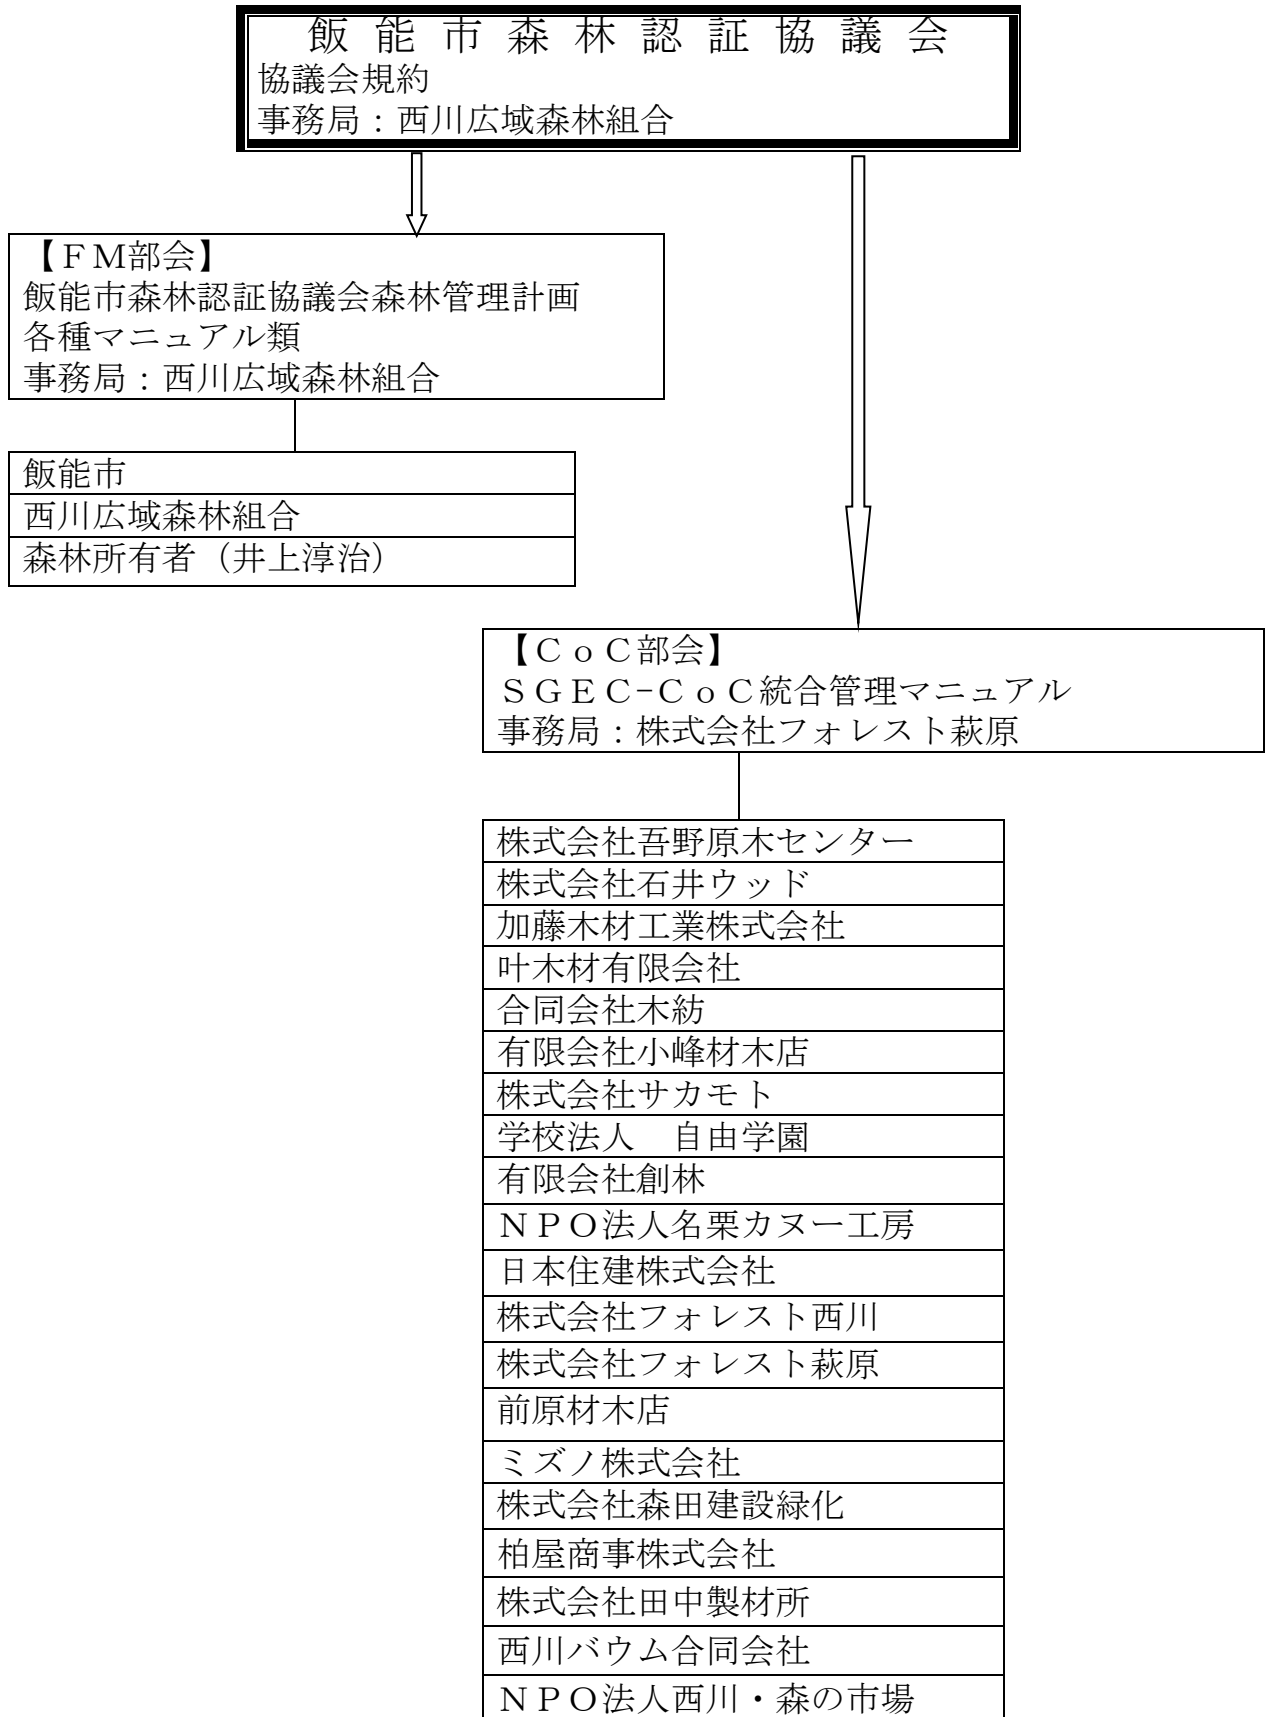 飯能市森林認証協議会
協議会規約
事務局：西川広域森林組合
【ＦＭ部会】
飯能市森林認証協議会森林管理計画
各種マニュアル類
事務局：西川広域森林組合
飯能市
西川広域森林組合
森林所有者（井上淳治）
【ＣｏＣ部会】
ＳＧＥＣ−ＣｏＣ統合管理マニュアル
事務局：株式会社フォレスト萩原
株式会社吾野原木センター
株式会社石井ウッド
加藤木材工業株式会社
叶木材有限会社
合同会社木紡
有限会社小峰材木店
株式会社サカモト
学校法人　自由学園
有限会社創林
ＮＰＯ法人名栗カヌー工房
日本住建株式会社
株式会社フォレスト西川
株式会社フォレスト萩原
前原材木店
ミズノ株式会社
株式会社森田建設緑化
柏屋商事株式会社
株式会社田中製材所
西川バウム合同会社
ＮＰＯ法人西川・森の市場